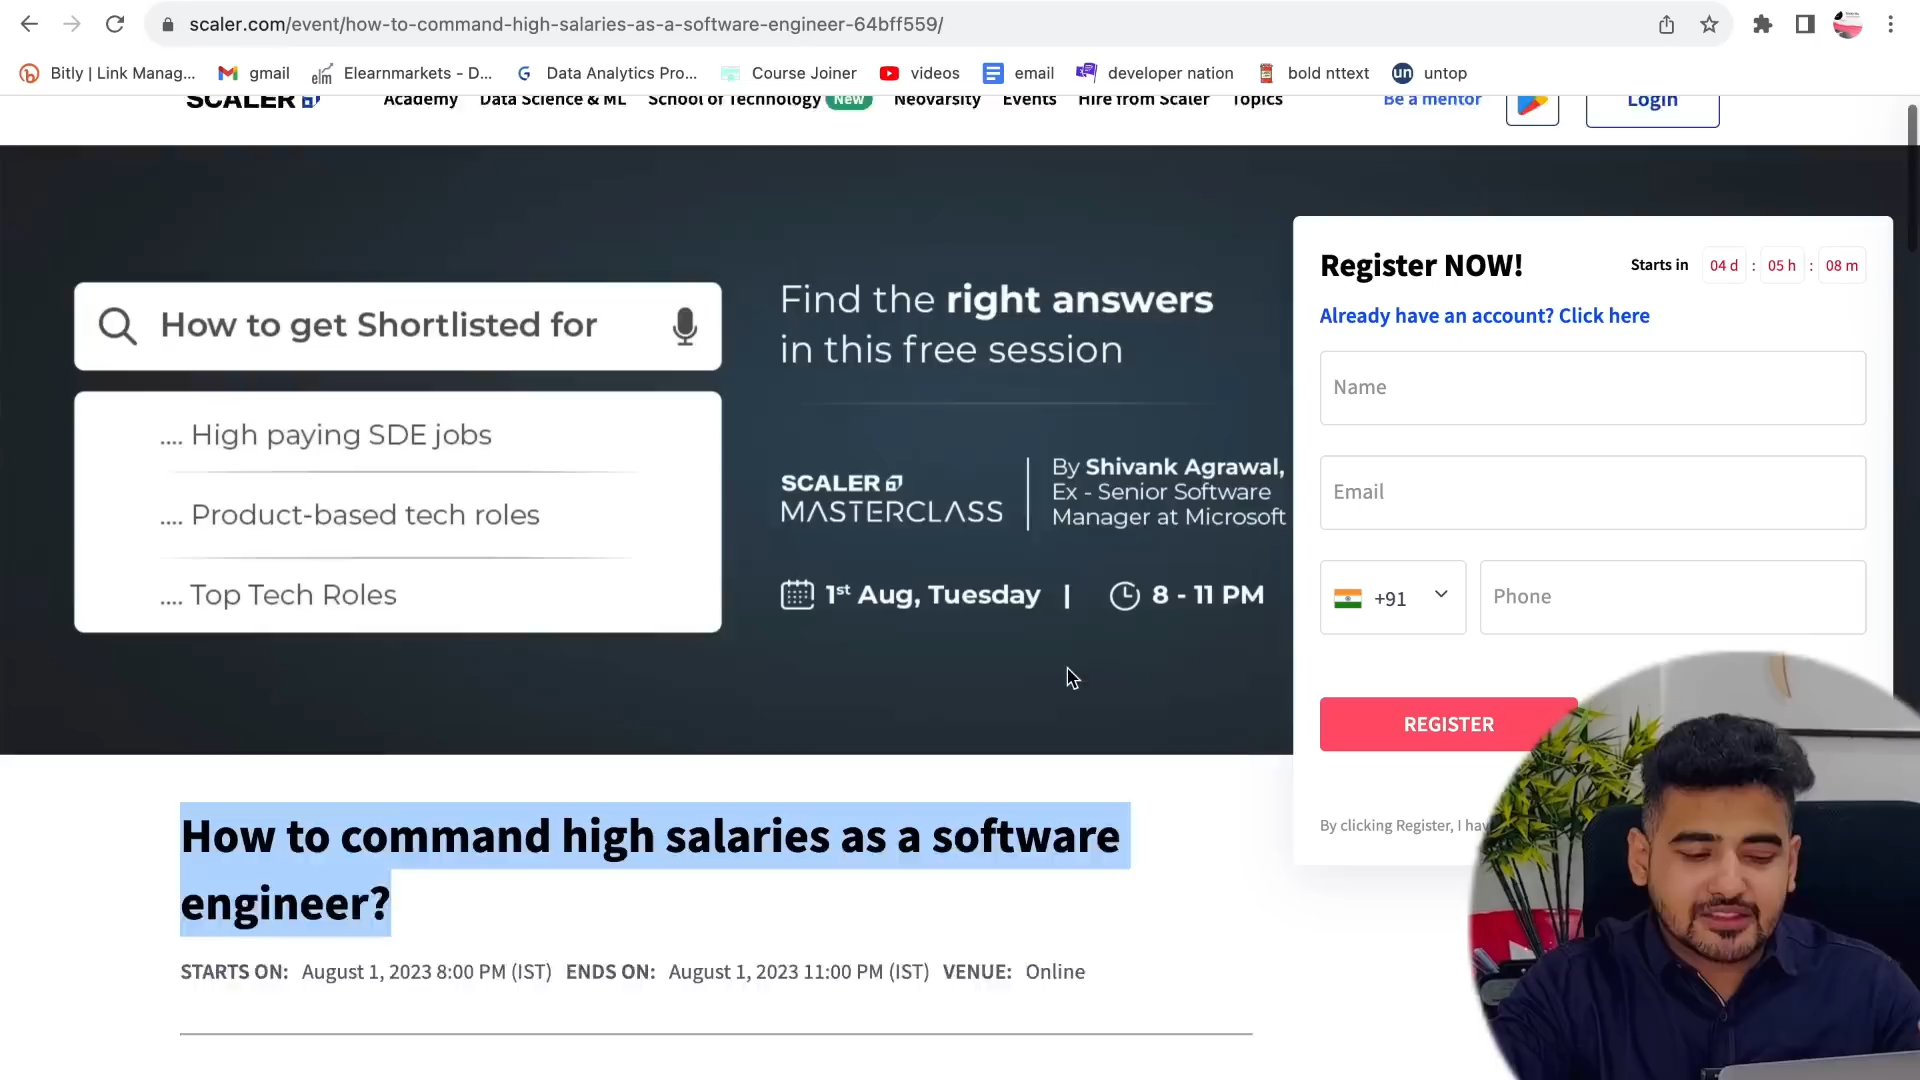 scaler.com/event/how-to-command-high-salaries-as-a-software-engineer-64bff559/
Bitly | Link Manag... gmail Elearnmarkets - D... Data Analytics Pro... Course Joiner videos email developer nation bold nttext untop
SCALER Academy Data Science & ML School of Technology New Neovarsity Events Hire from Scaler Topics Be a mentor Login
How to get Shortlisted for
.... High paying SDE jobs
.... Product-based tech roles
.... Top Tech Roles
Find the right answers
in this free session
SCALER
MASTERCLASS
By Shivank Agrawal,
Ex - Senior Software
Manager at Microsoft
1st Aug, Tuesday | 8 - 11 PM
Register NOW! Starts in 04 d : 05 h : 08 m
Already have an account? Click here
Name
Email
+91 Phone
REGISTER
By clicking Register, I hav
How to command high salaries as a software
engineer?
STARTS ON: August 1, 2023 8:00 PM (IST) ENDS ON: August 1, 2023 11:00 PM (IST) VENUE: Online